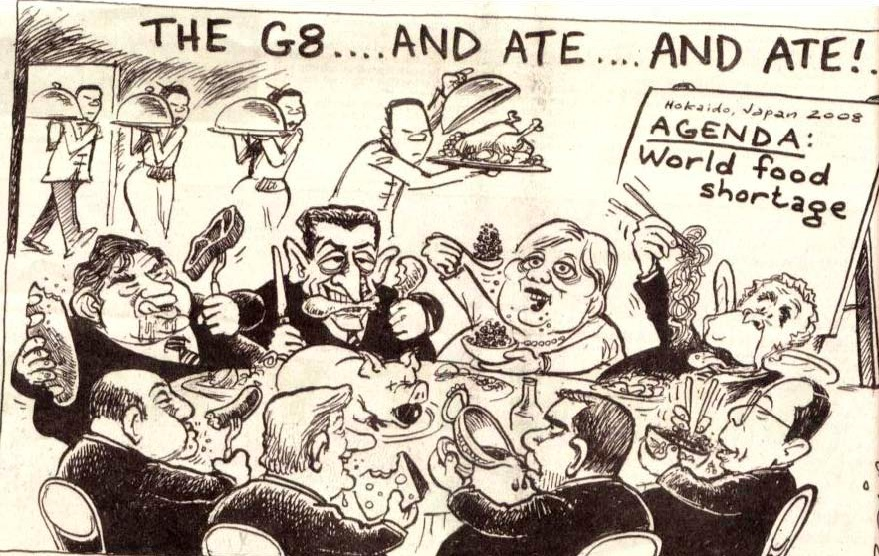 THE G8....AND ATE....AND ATE!.
Hokaido, Japan 2008
AGENDA:
World food
shortage